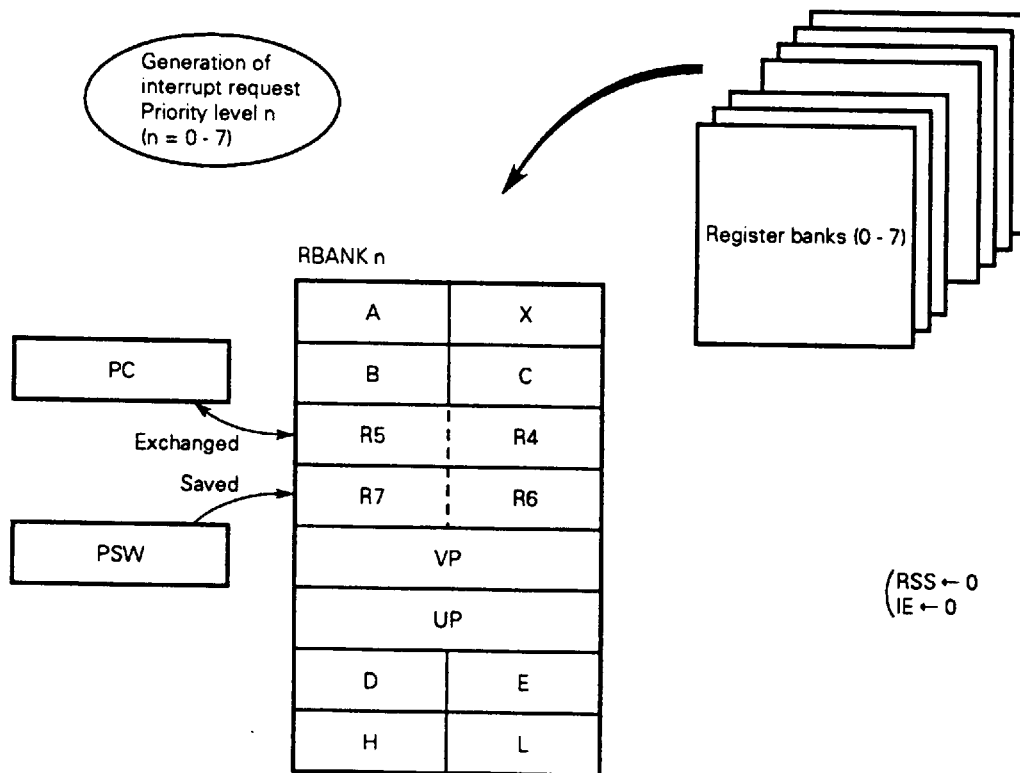 Generation of
interrupt request
Priority level n
(n = 0 - 7)
Register banks (0 - 7)
RBANK n
A X
B C
R5 R4
R7 R6
VP
UP
D E
H L
PC
Exchanged
Saved
PSW
RSS ← 0
IE ← 0